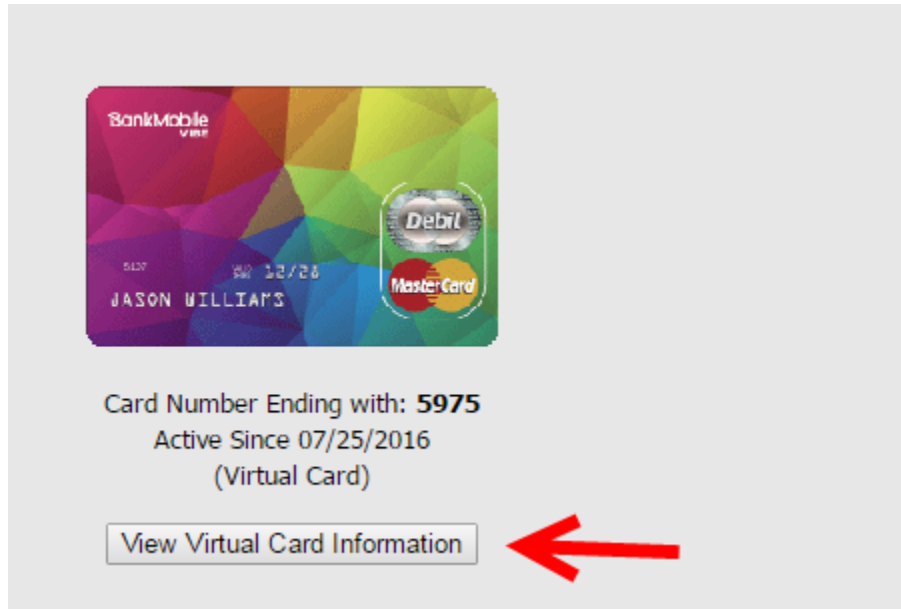 BankMobile
VIBE
Debit
5137 12/28
MasterCard
JASON WILLIAMS
Card Number Ending with: 5975
Active Since 07/25/2016
(Virtual Card)
View Virtual Card Information